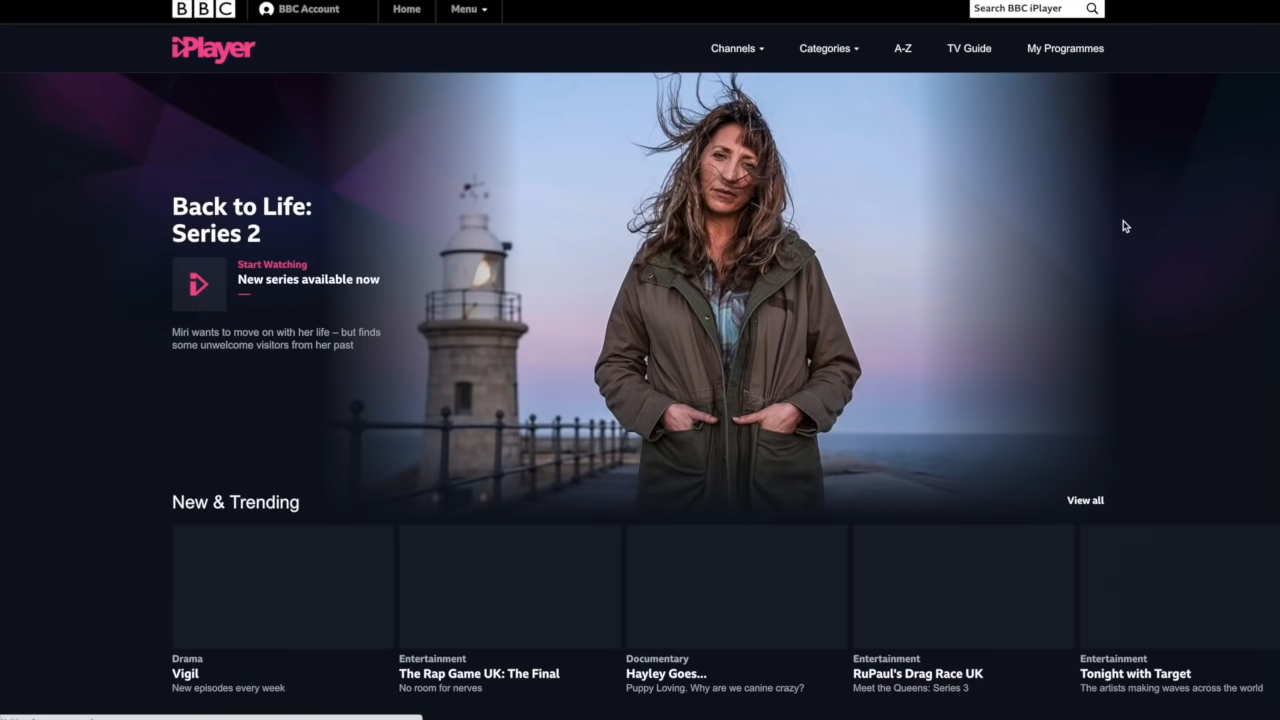 BBC
BBC Account
Home
Menu
Search BBC iPlayer
iPlayer
Channels
Categories
A-Z
TV Guide
My Programmes
Back to Life:
Series 2
Start Watching
New series available now
Miri wants to move on with her life – but finds
some unwelcome visitors from her past
New & Trending
View all
Drama
Vigil
New episodes every week
Entertainment
The Rap Game UK: The Final
No room for nerves
Documentary
Hayley Goes...
Puppy Loving. Why are we canine crazy?
Entertainment
RuPaul's Drag Race UK
Meet the Queens: Series 3
Entertainment
Tonight with Target
The artists making waves across the world